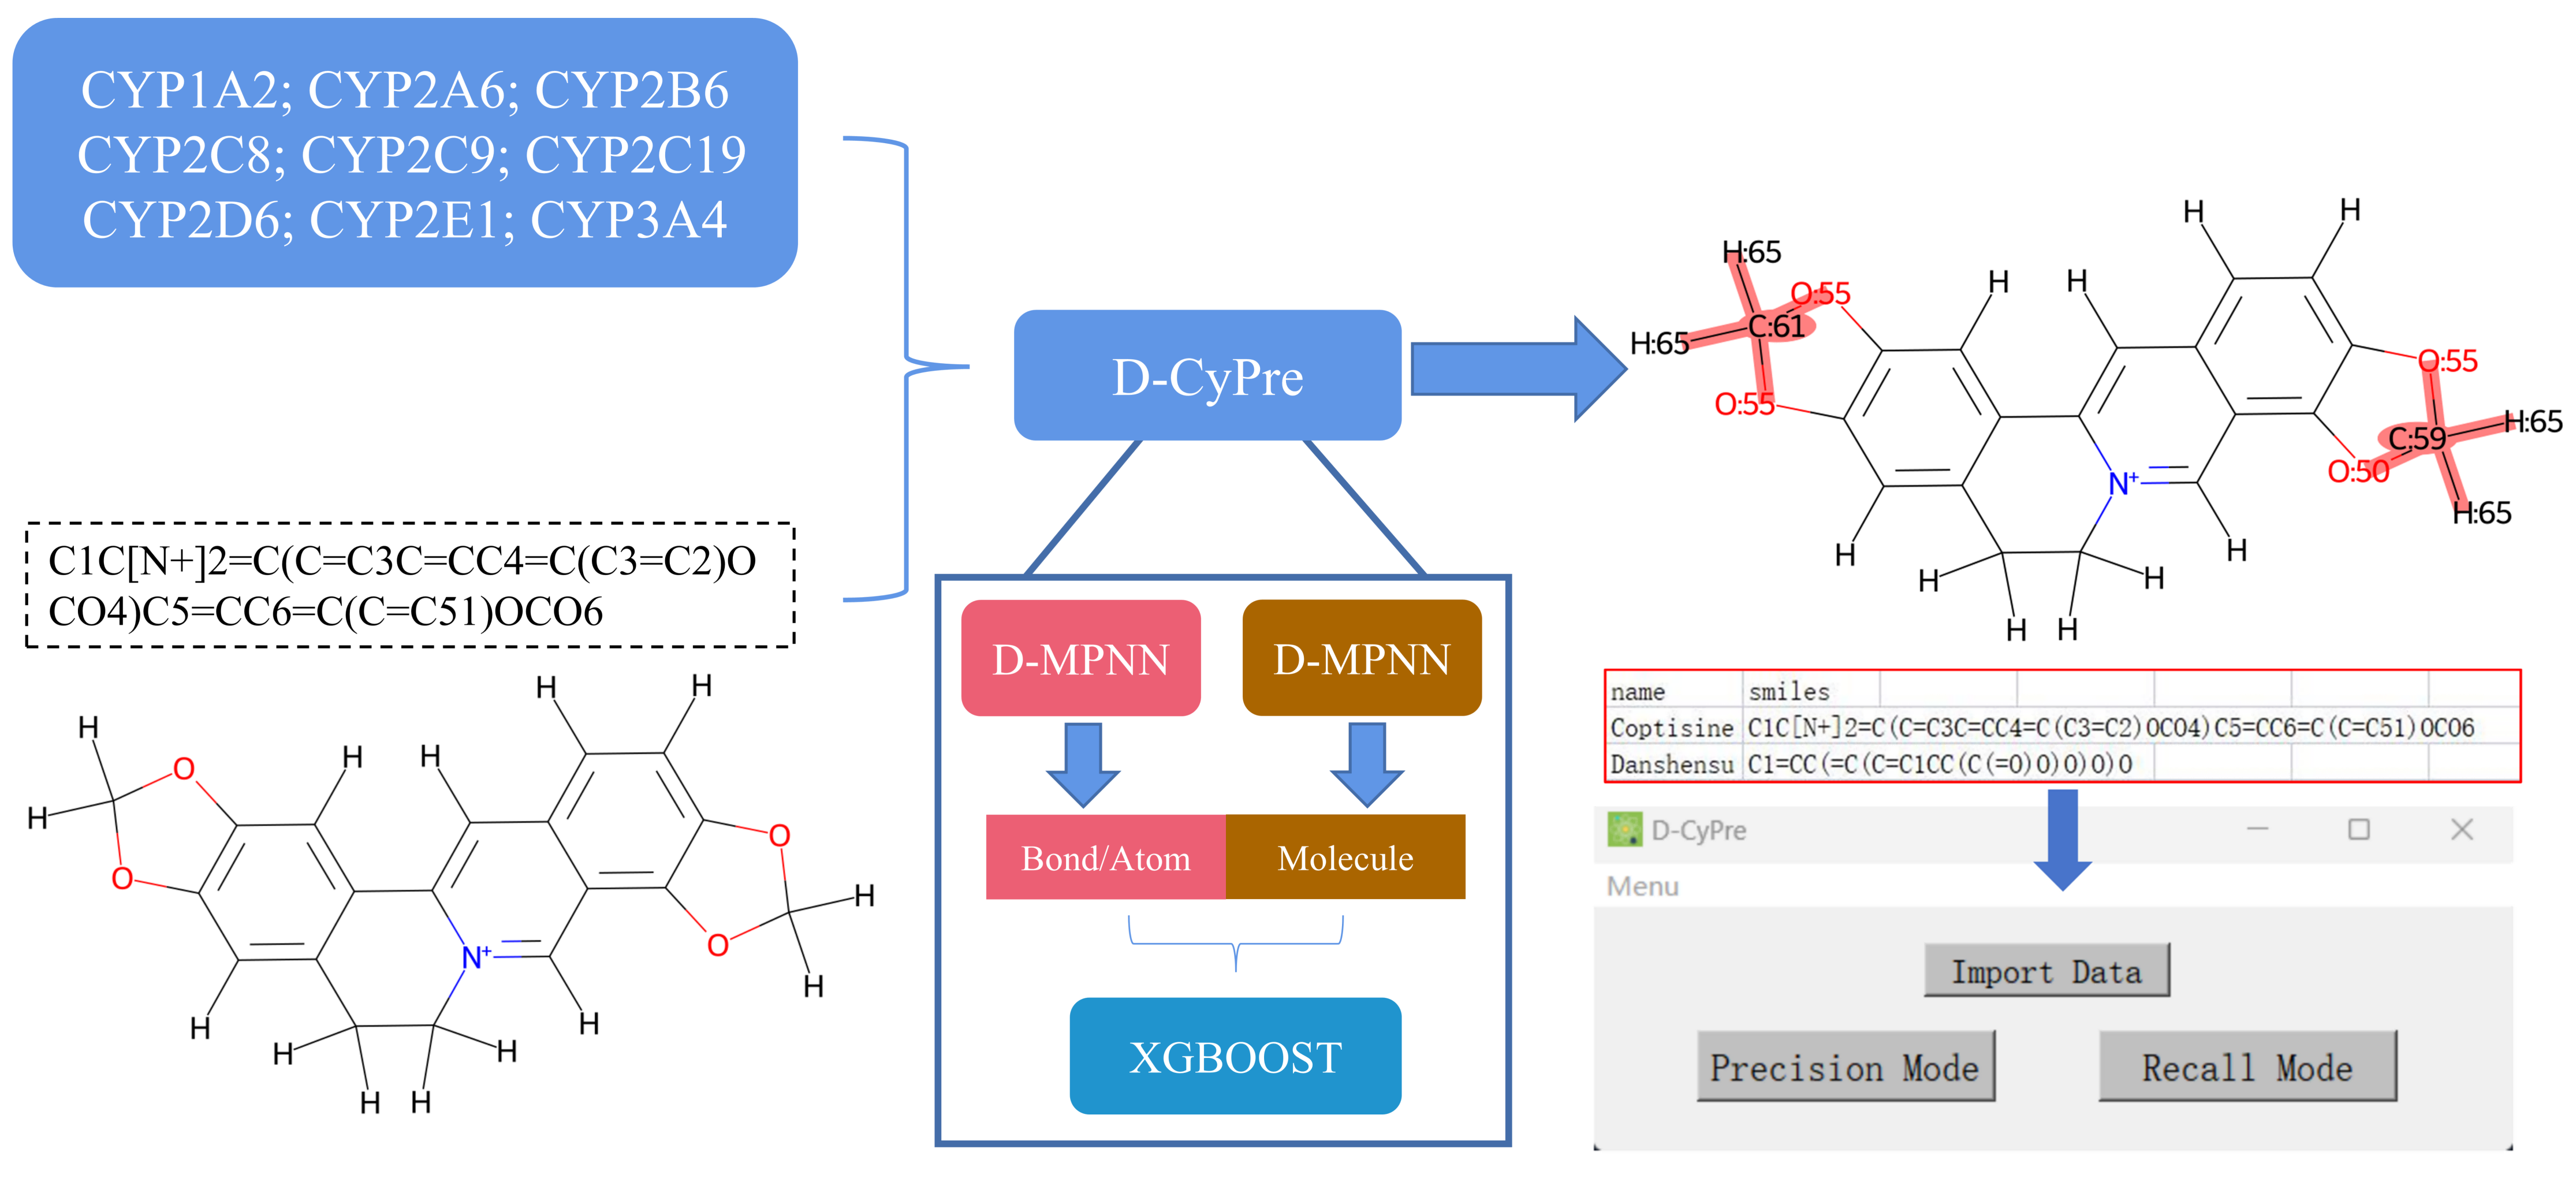 CYP1A2; CYP2A6; CYP2B6
CYP2C8; CYP2C9; CYP2C19
CYP2D6; CYP2E1; CYP3A4
C1C[N+]2=C(C=C3C=CC4=C(C3=C2)O
CO4)C5=CC6=C(C=C51)OCO6
H
H
H
H
H
O
H
O
O
H
O
N+
H
H
H
H
H
H
H
D-CyPre
D-MPNN
D-MPNN
Bond/Atom
Molecule
XGBOOST
H
H
H:65
H
H
O:55
C:61
H:65
O:55
O:55
H:65
C:59
O:50
N+
H:65
H
H
H
H
H
H
name smiles
Coptisine C1C[N+]2=C(C=C3C=CC4=C(C3=C2)OCO4)C5=CC6=C(C=C51)OCO6
Danshensu C1=CC(=C(C=C1CC(C(=O)O)O)O)O
D-CyPre
Menu
Import Data
Precision Mode
Recall Mode